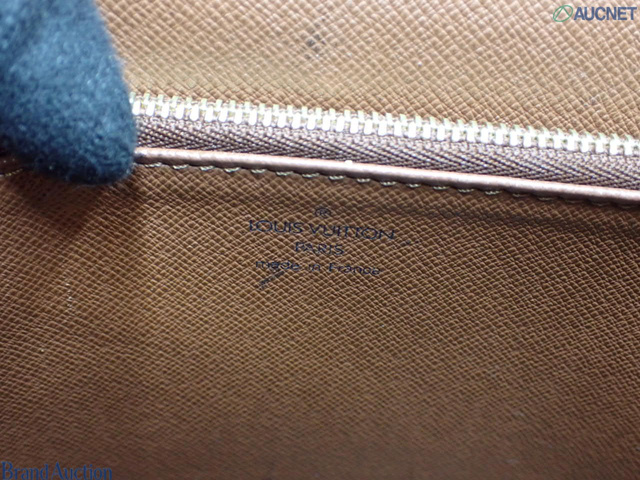 AUCNET
®
LOUIS VUITTON
PARIS
made in France
Brand Auction